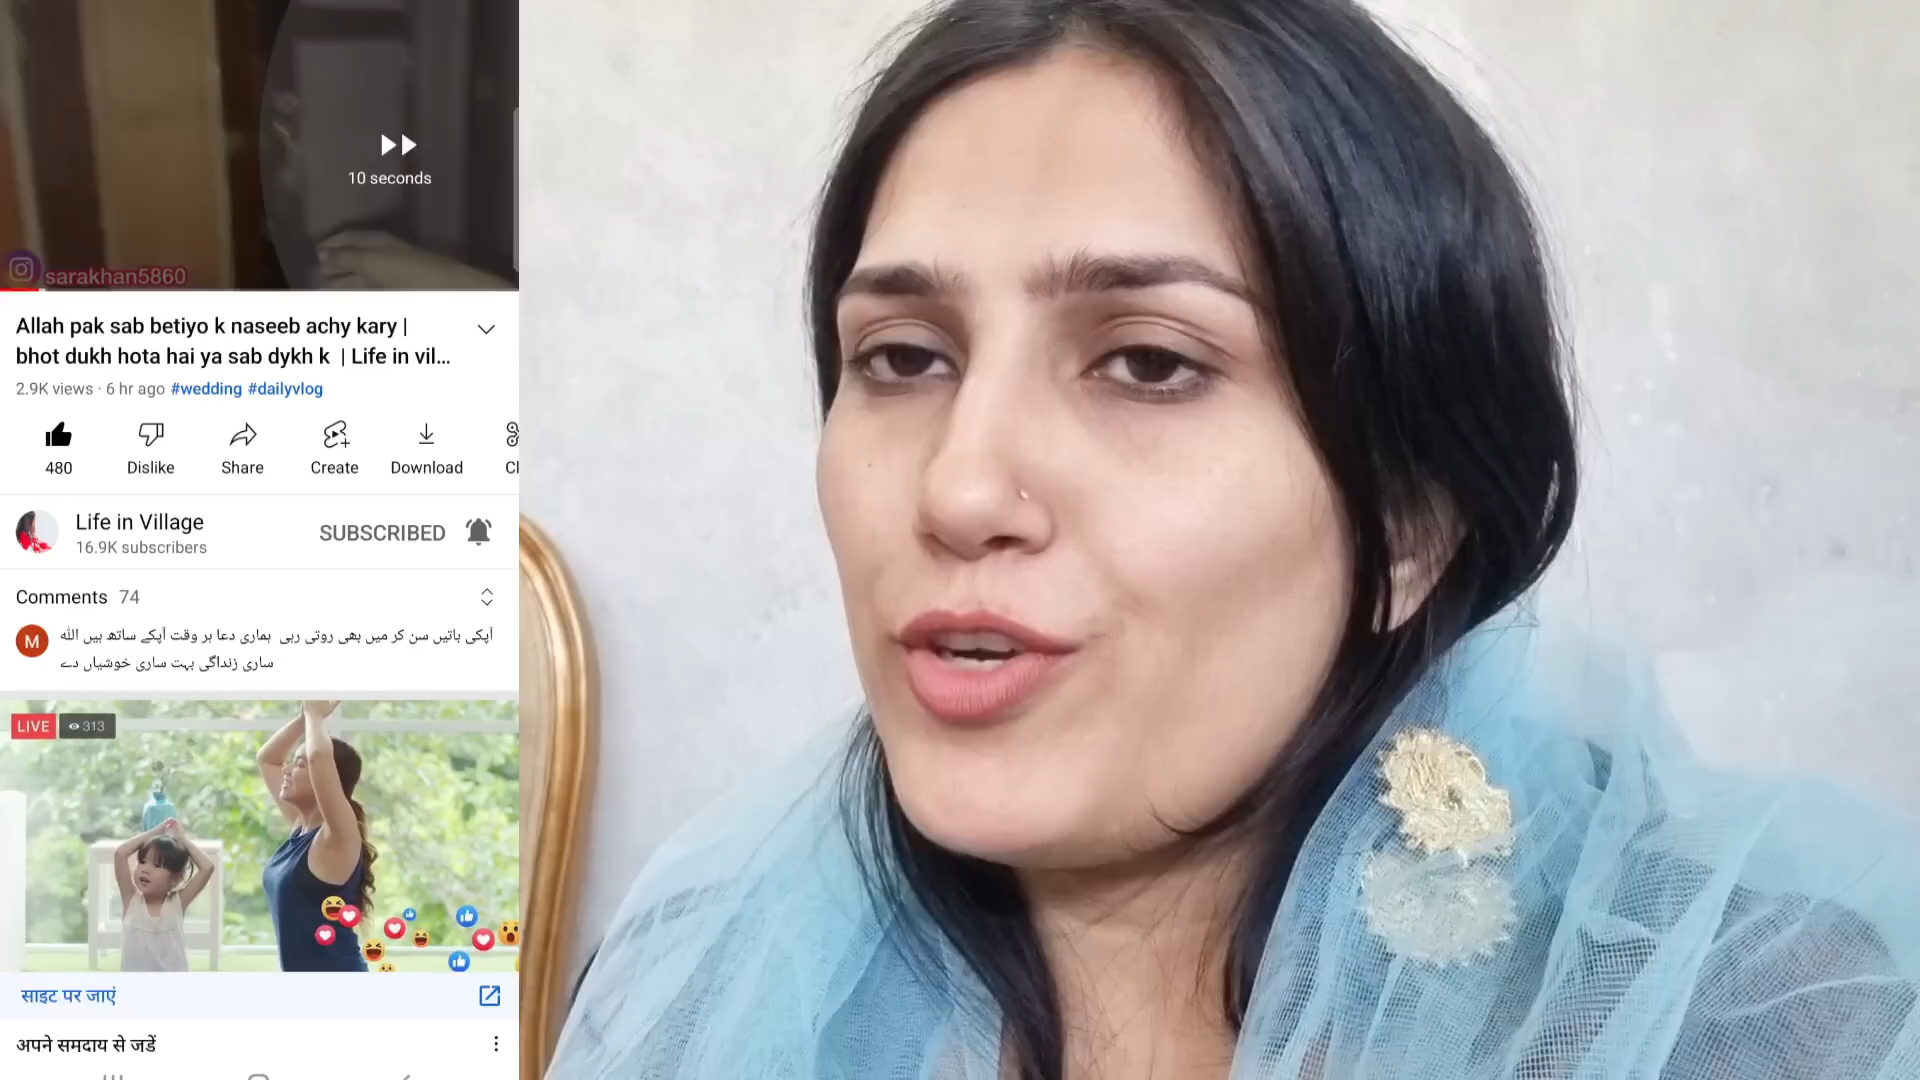 10 seconds
sarakhan5860
Allah pak sab betiyo k naseeb achy kary |
bhot dukh hota hai ya sab dykh k | Life in vil...
2.9K views · 6 hr ago #wedding #dailyvlog
480 Dislike Share Create Download Cl
Life in Village
16.9K subscribers
SUBSCRIBED
Comments 74
M
آپکی باتیں سن کر میں بھی روتی رہی ہماری دعا ہر وقت آپکے ساتھ ہیں اللّٰہ
ساری زنداگی بہت ساری خوشیاں دے
LIVE 313
साइट पर जाएं
अपने समदाय से जडें